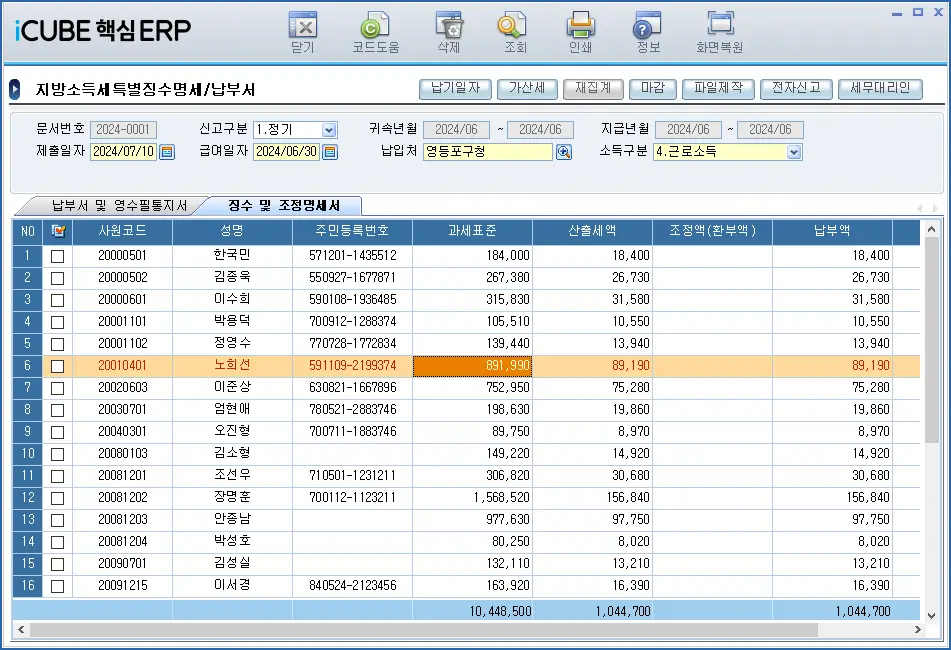 iCUBE 핵심ERP
닫기 코드도움 삭제 조회 인쇄 정보 화면복원
지방소득세특별징수명세/납부서
납기일자 가산세 재집계 마감 파일제작 전자신고 세무대리인
문서번호 2024-0001 신고구분 1.정기 귀속년월 2024/06 ~ 2024/06 지급년월 2024/06 ~ 2024/06
제출일자 2024/07/10 급여일자 2024/06/30 납입처 영등포구청 소득구분 4.근로소득
납부서 및 영수필통지서 징수 및 조정명세서
NO 사원코드 성명 주민등록번호 과세표준 산출세액 조정액(환부액) 납부액
1 20000501 한국민 571201-1435512 184,000 18,400 18,400
2 20000502 김종욱 550927-1677871 267,380 26,730 26,730
3 20000601 이수희 590108-1936485 315,830 31,580 31,580
4 20001101 박용덕 700912-1288374 105,510 10,550 10,550
5 20001102 정영수 770728-1772834 139,440 13,940 13,940
6 20010401 노희선 591109-2199374 891,990 89,190 89,190
7 20020603 이준상 630821-1667896 752,950 75,280 75,280
8 20030701 엄현애 780521-2883746 198,630 19,860 19,860
9 20040301 오진형 700711-1883746 89,750 8,970 8,970
10 20080103 김소형 149,220 14,920 14,920
11 20081201 조선우 710501-1231211 306,820 30,680 30,680
12 20081202 장명훈 700112-1123211 1,568,520 156,840 156,840
13 20081203 안종남 977,630 97,750 97,750
14 20081204 박성호 80,250 8,020 8,020
15 20090701 김성실 132,110 13,210 13,210
16 20091215 이서경 840524-2123456 163,920 16,390 16,390
10,448,500 1,044,700 1,044,700